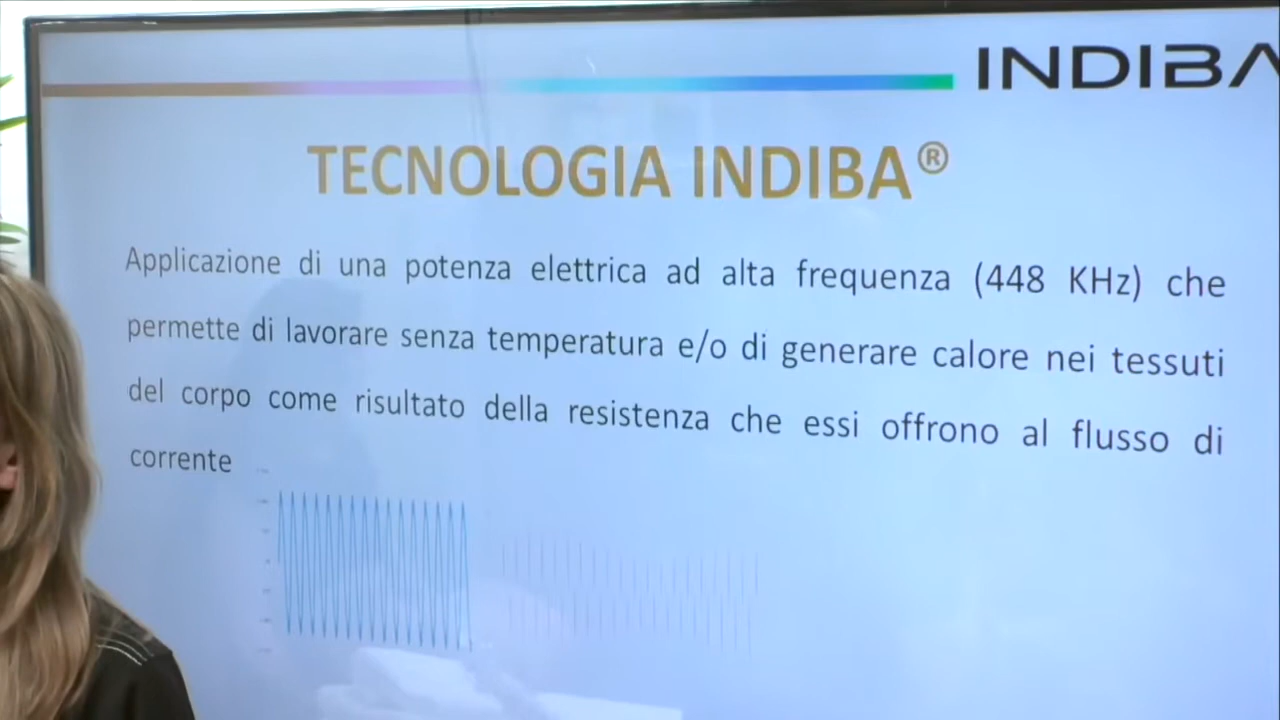 INDIBA
TECNOLOGIA INDIBA®
Applicazione di una potenza elettrica ad alta frequenza (448 KHz) che
permette di lavorare senza temperatura e/o di generare calore nei tessuti
del corpo come risultato della resistenza che essi offrono al flusso di
corrente